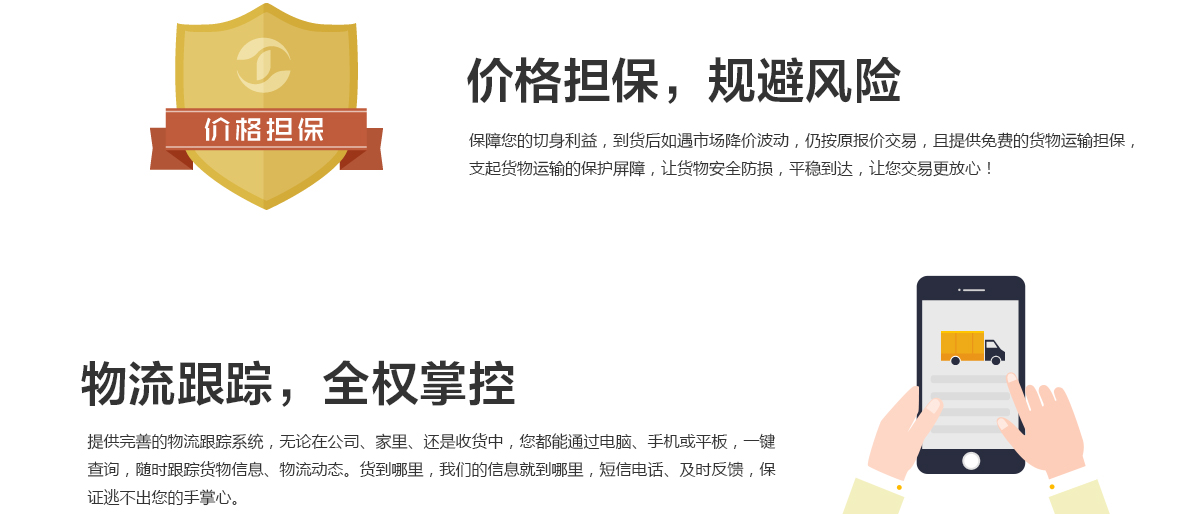 价格担保
价格担保，规避风险
保障您的切身利益，到货后如遇市场降价波动，仍按原报价交易，且提供免费的货物运输担保，
支起货物运输的保护屏障，让货物安全防损，平稳到达，让您交易更放心！
物流跟踪，全权掌控
提供完善的物流跟踪系统，无论在公司、家里、还是收货中，您都能通过电脑、手机或平板，一键
查询，随时跟踪货物信息、物流动态。货到哪里，我们的信息就到哪里，短信电话、及时反馈，保
证逃不出您的手掌心。